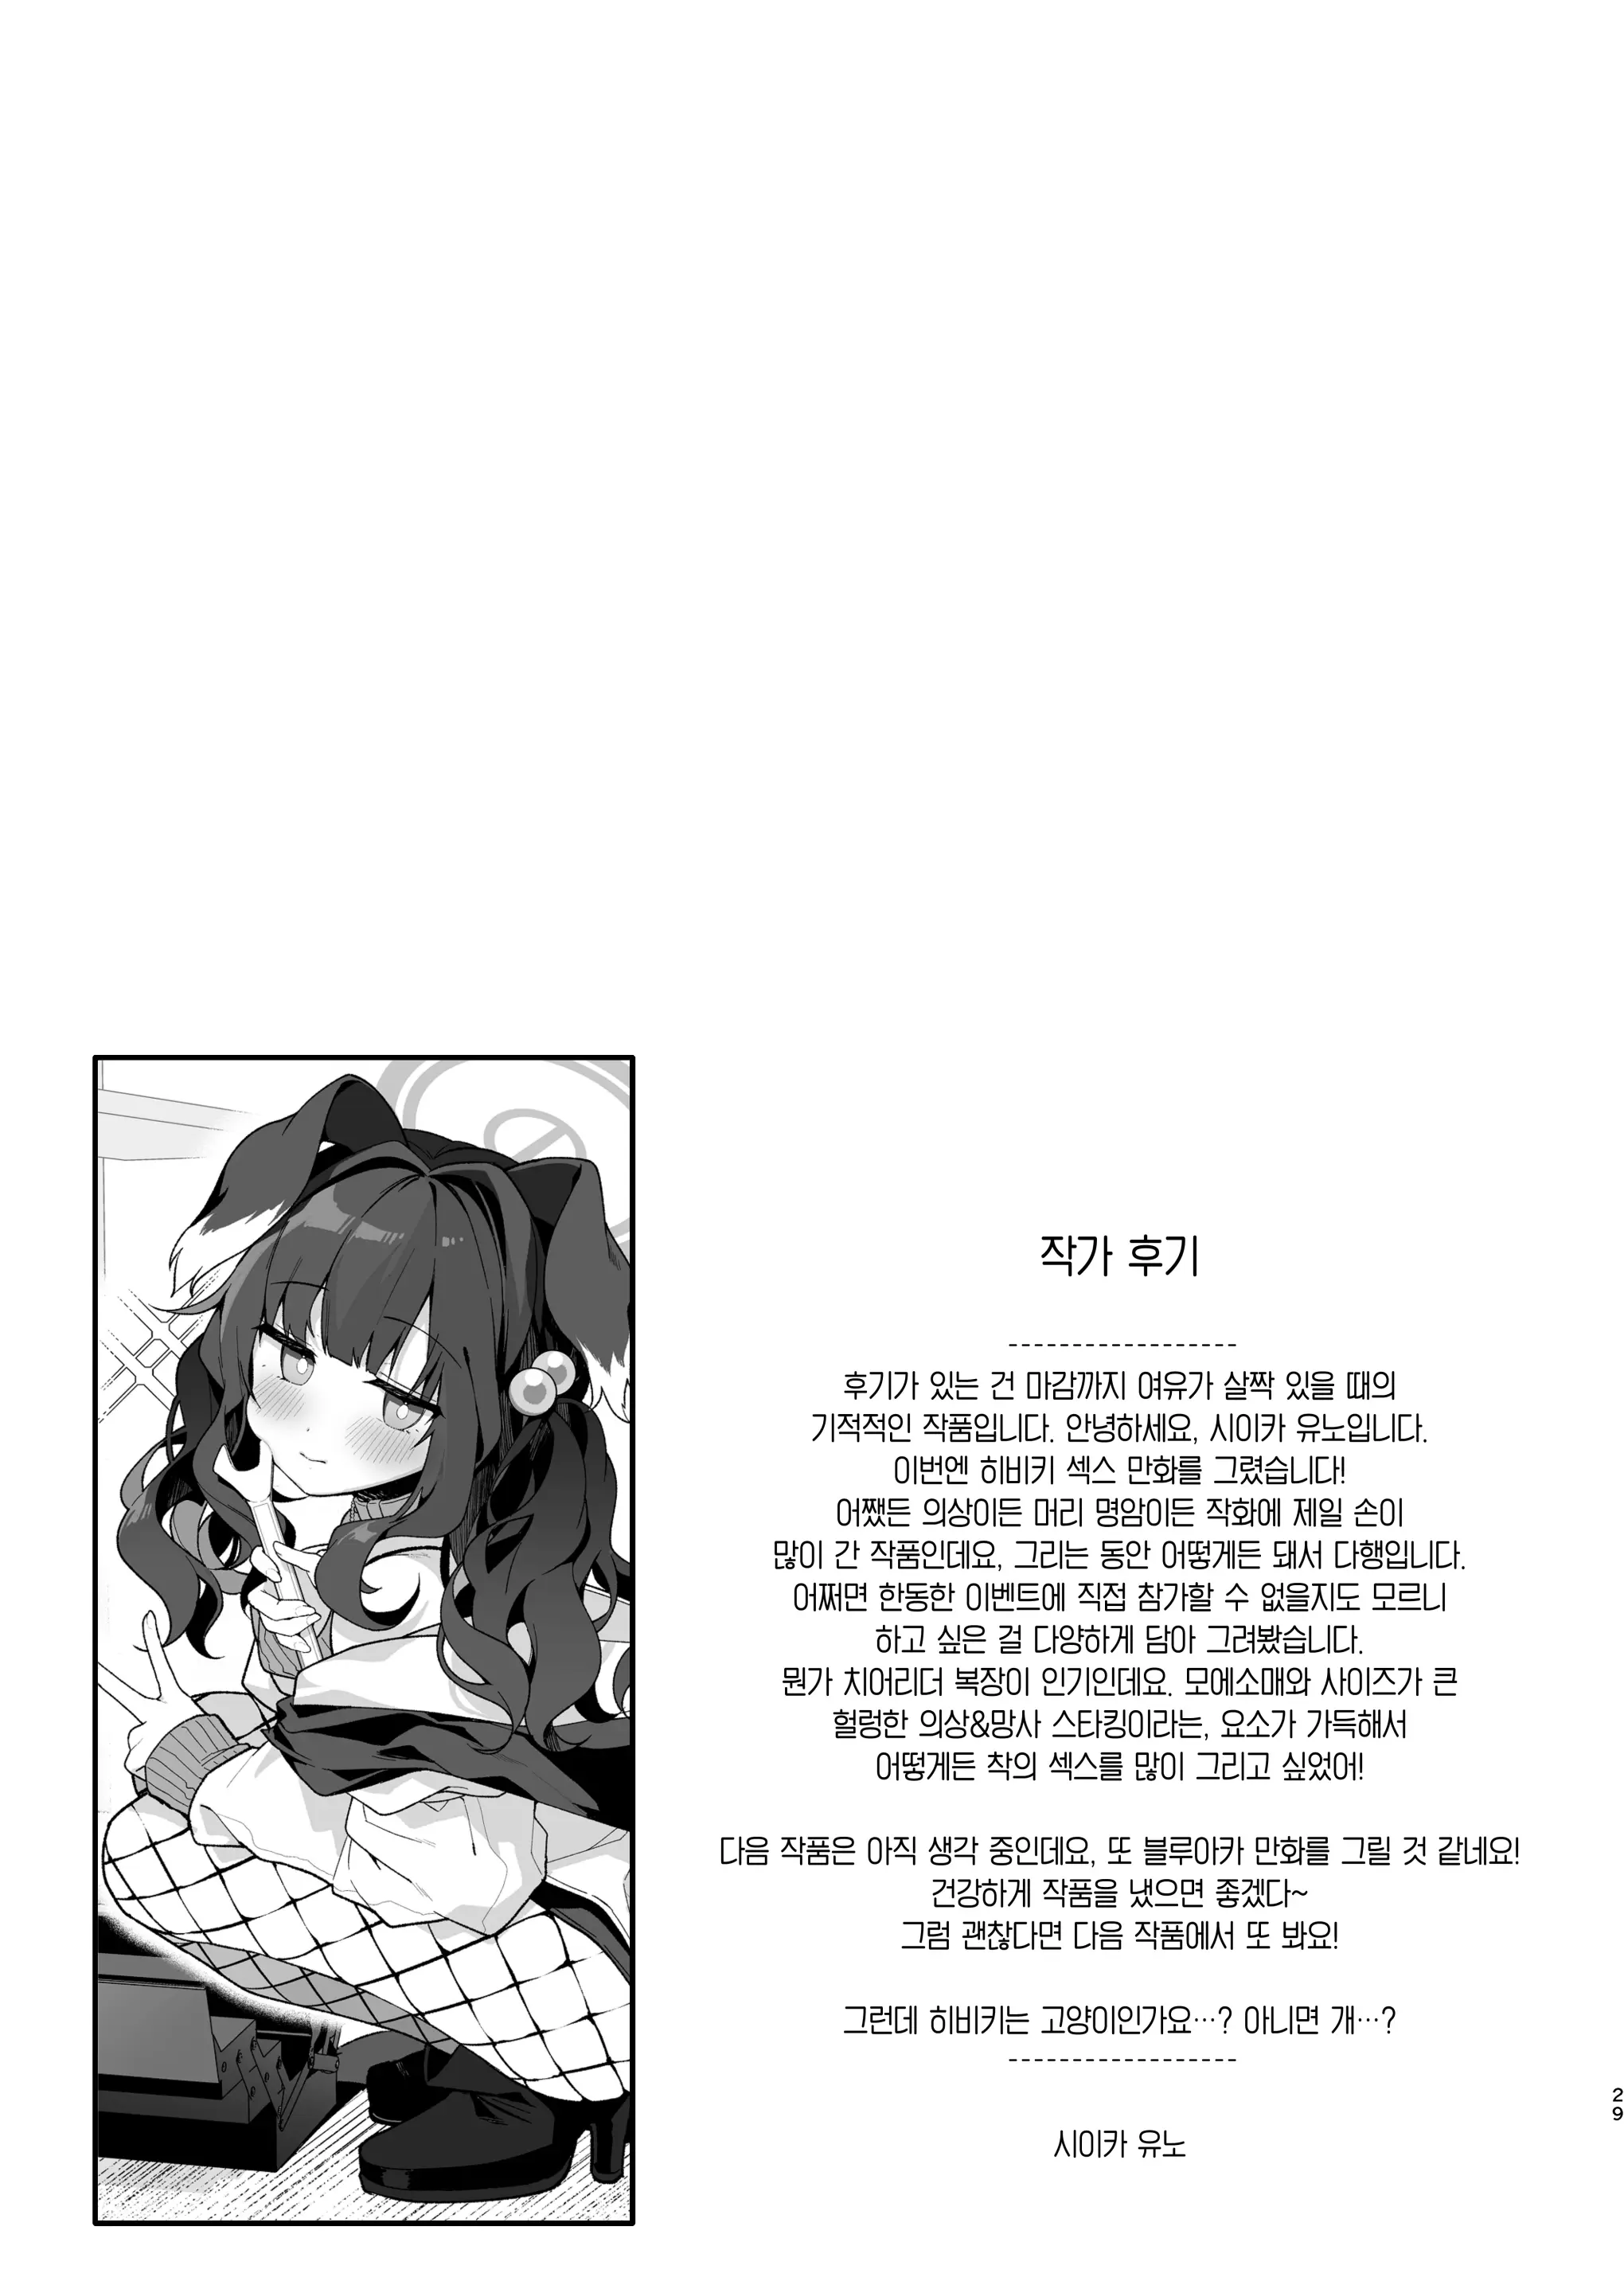 작가 후기
------------------
후기가 있는 건 마감까지 여유가 살짝 있을 때의
기적적인 작품입니다. 안녕하세요, 시이카 유노입니다.
이번엔 히비키 섹스 만화를 그렸습니다!
어쨌든 의상이든 머리 명암이든 작화에 제일 손이
많이 간 작품인데요, 그리는 동안 어떻게든 돼서 다행입니다.
어쩌면 한동한 이벤트에 직접 참가할 수 없을지도 모르니
하고 싶은 걸 다양하게 담아 그려봤습니다.
뭔가 치어리더 복장이 인기인데요. 모에소매와 사이즈가 큰
헐렁한 의상&망사 스타킹이라는, 요소가 가득해서
어떻게든 착의 섹스를 많이 그리고 싶었어!
다음 작품은 아직 생각 중인데요, 또 블루아카 만화를 그릴 것 같네요!
건강하게 작품을 냈으면 좋겠다~
그럼 괜찮다면 다음 작품에서 또 봐요!
그런데 히비키는 고양이인가요…? 아니면 개…?
------------------
시이카 유노
29